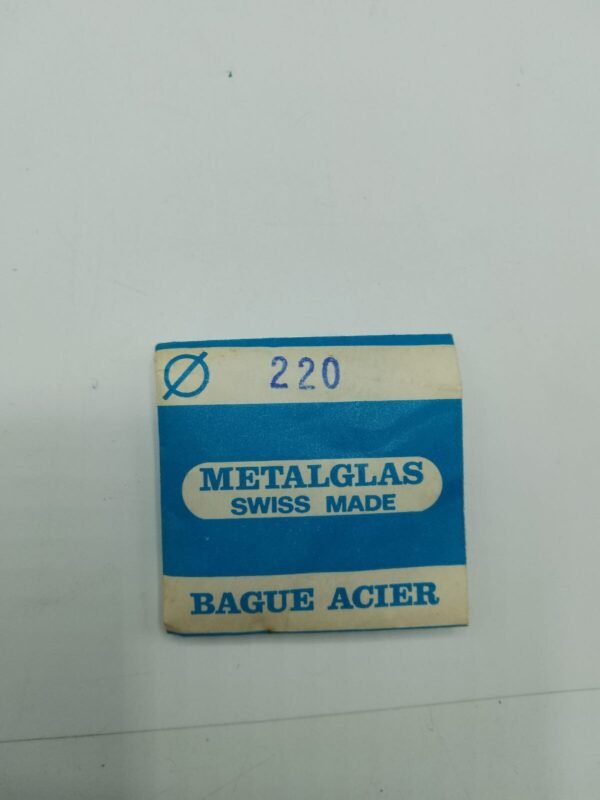 Ø 220
METALGLAS
SWISS MADE
BAGUE ACIER